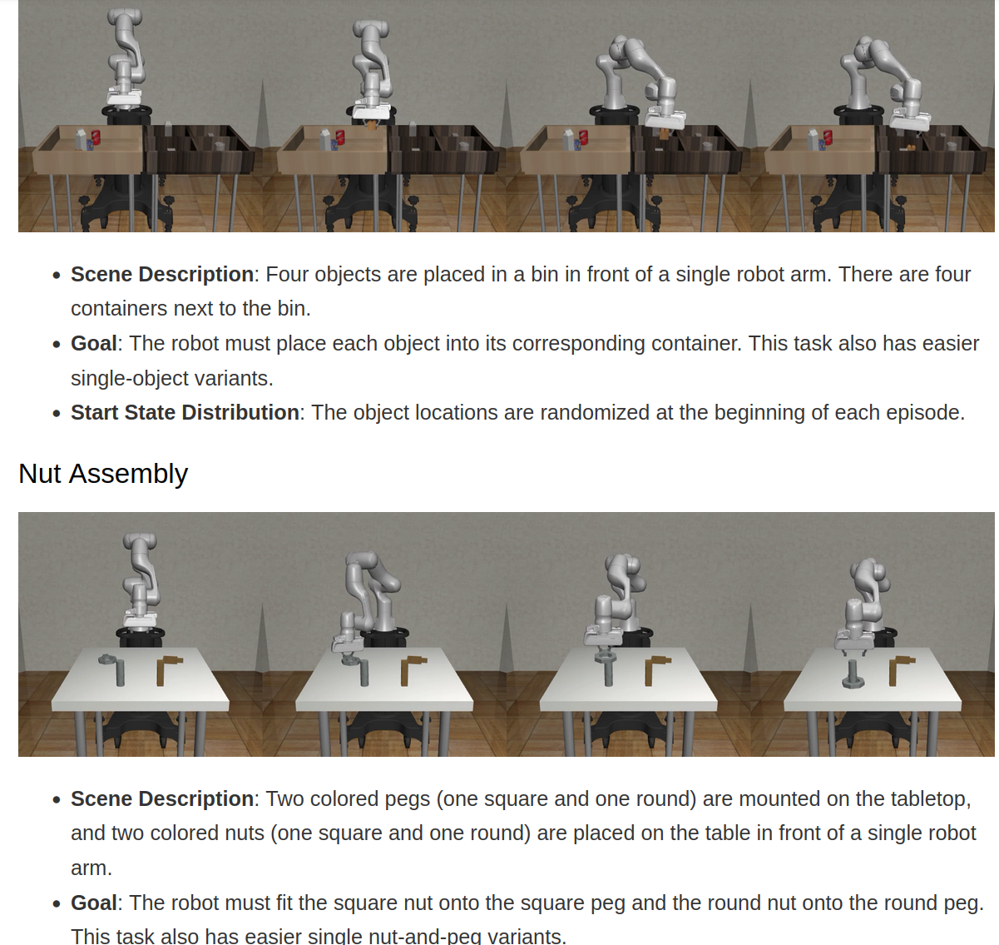 • Scene Description: Four objects are placed in a bin in front of a single robot arm. There are four
containers next to the bin.
• Goal: The robot must place each object into its corresponding container. This task also has easier
single-object variants.
• Start State Distribution: The object locations are randomized at the beginning of each episode.
Nut Assembly
• Scene Description: Two colored pegs (one square and one round) are mounted on the tabletop,
and two colored nuts (one square and one round) are placed on the table in front of a single robot
arm.
• Goal: The robot must fit the square nut onto the square peg and the round nut onto the round peg.
This task also has easier single nut-and-peg variants.